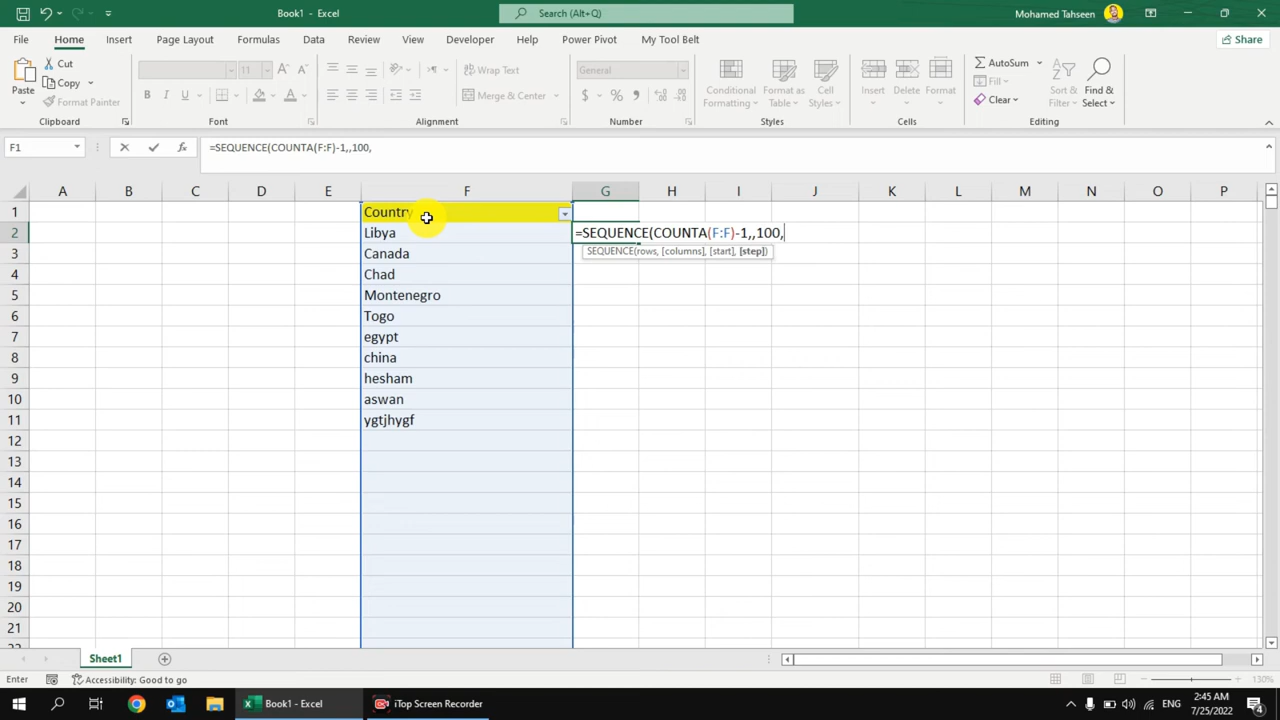 Book1 - Excel
Search (Alt+Q)
Mohamed Tahseen
File Home Insert Page Layout Formulas Data Review View Developer Help Power Pivot My Tool Belt
Share
Paste
Cut
Copy
Format Painter
11
Wrap Text
Merge & Center
General
Conditional Formatting
Format as Table
Cell Styles
Insert
Delete
Format
AutoSum
Fill
Clear
Sort & Filter
Find & Select
Clipboard Font Alignment Number Styles Cells Editing
F1
=SEQUENCE(COUNTA(F:F)-1,,100,
A B C D E F G H I J K L M N O P
1 Country
2 Libya =SEQUENCE(COUNTA(F:F)-1,,100,
3 Canada SEQUENCE(rows, [columns], [start], [step])
4 Chad
5 Montenegro
6 Togo
7 egypt
8 china
9 hesham
10 aswan
11 ygtjhygf
12
13
14
15
16
17
18
19
20
21
Sheet1
Enter
Accessibility: Good to go
130%
Book1 - Excel
iTop Screen Recorder
ENG
2:45 AM
7/25/2022
4